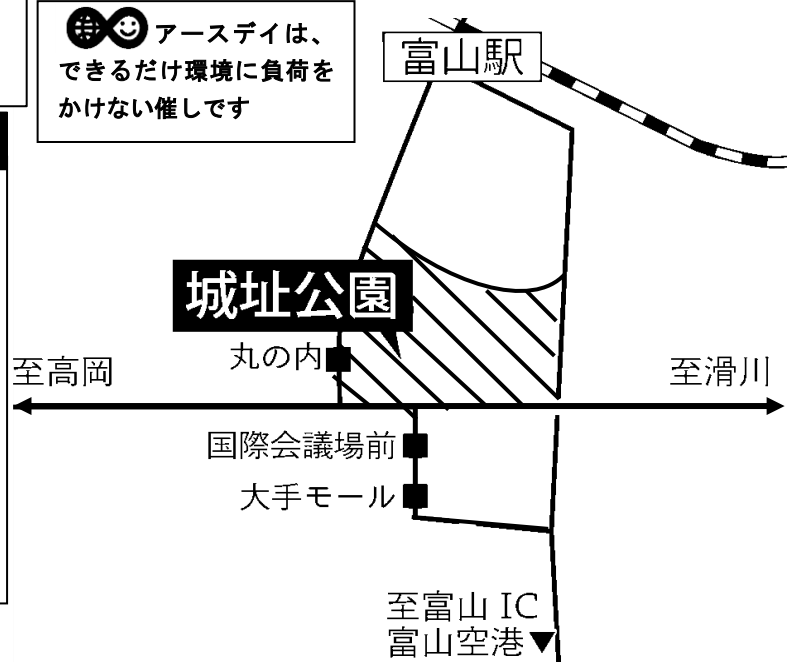 アースデイは、
できるだけ環境に負荷を
かけない催しです
富山駅
城址公園
丸の内
至高岡
至滑川
国際会議場前
大手モール
至富山 IC
富山空港▼